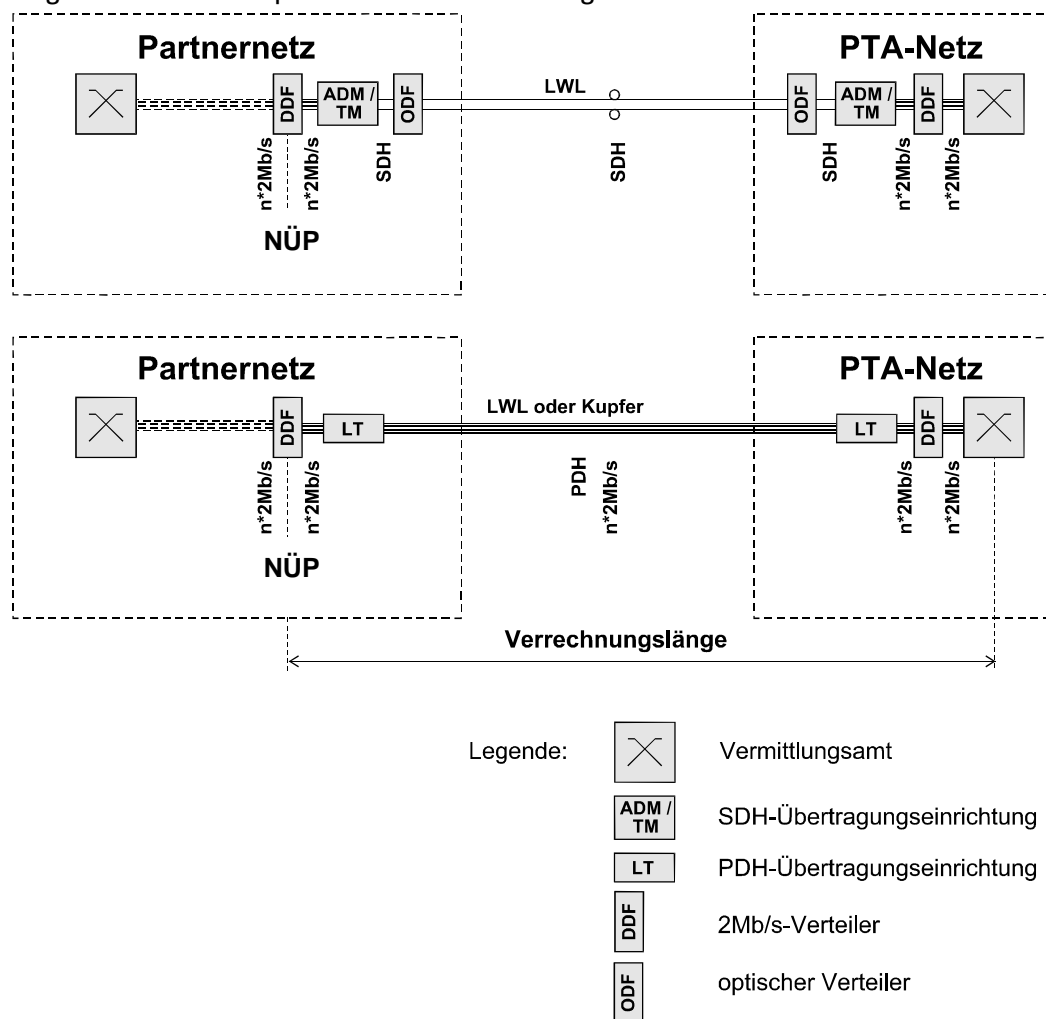 Partnernetz
PTA-Netz
DDF
ADM /
TM
ODF
LWL
ODF
ADM /
TM
DDF
n*2Mb/s
n*2Mb/s
SDH
SDH
SDH
n*2Mb/s
n*2Mb/s
NÜP
Partnernetz
PTA-Netz
DDF
LT
LWL oder Kupfer
LT
DDF
n*2Mb/s
n*2Mb/s
PDH
n*2Mb/s
n*2Mb/s
n*2Mb/s
NÜP
Verrechnungslänge
Legende:
Vermittlungsamt
ADM /
TM
SDH-Übertragungseinrichtung
LT
PDH-Übertragungseinrichtung
DDF
2Mb/s-Verteiler
ODF
optischer Verteiler